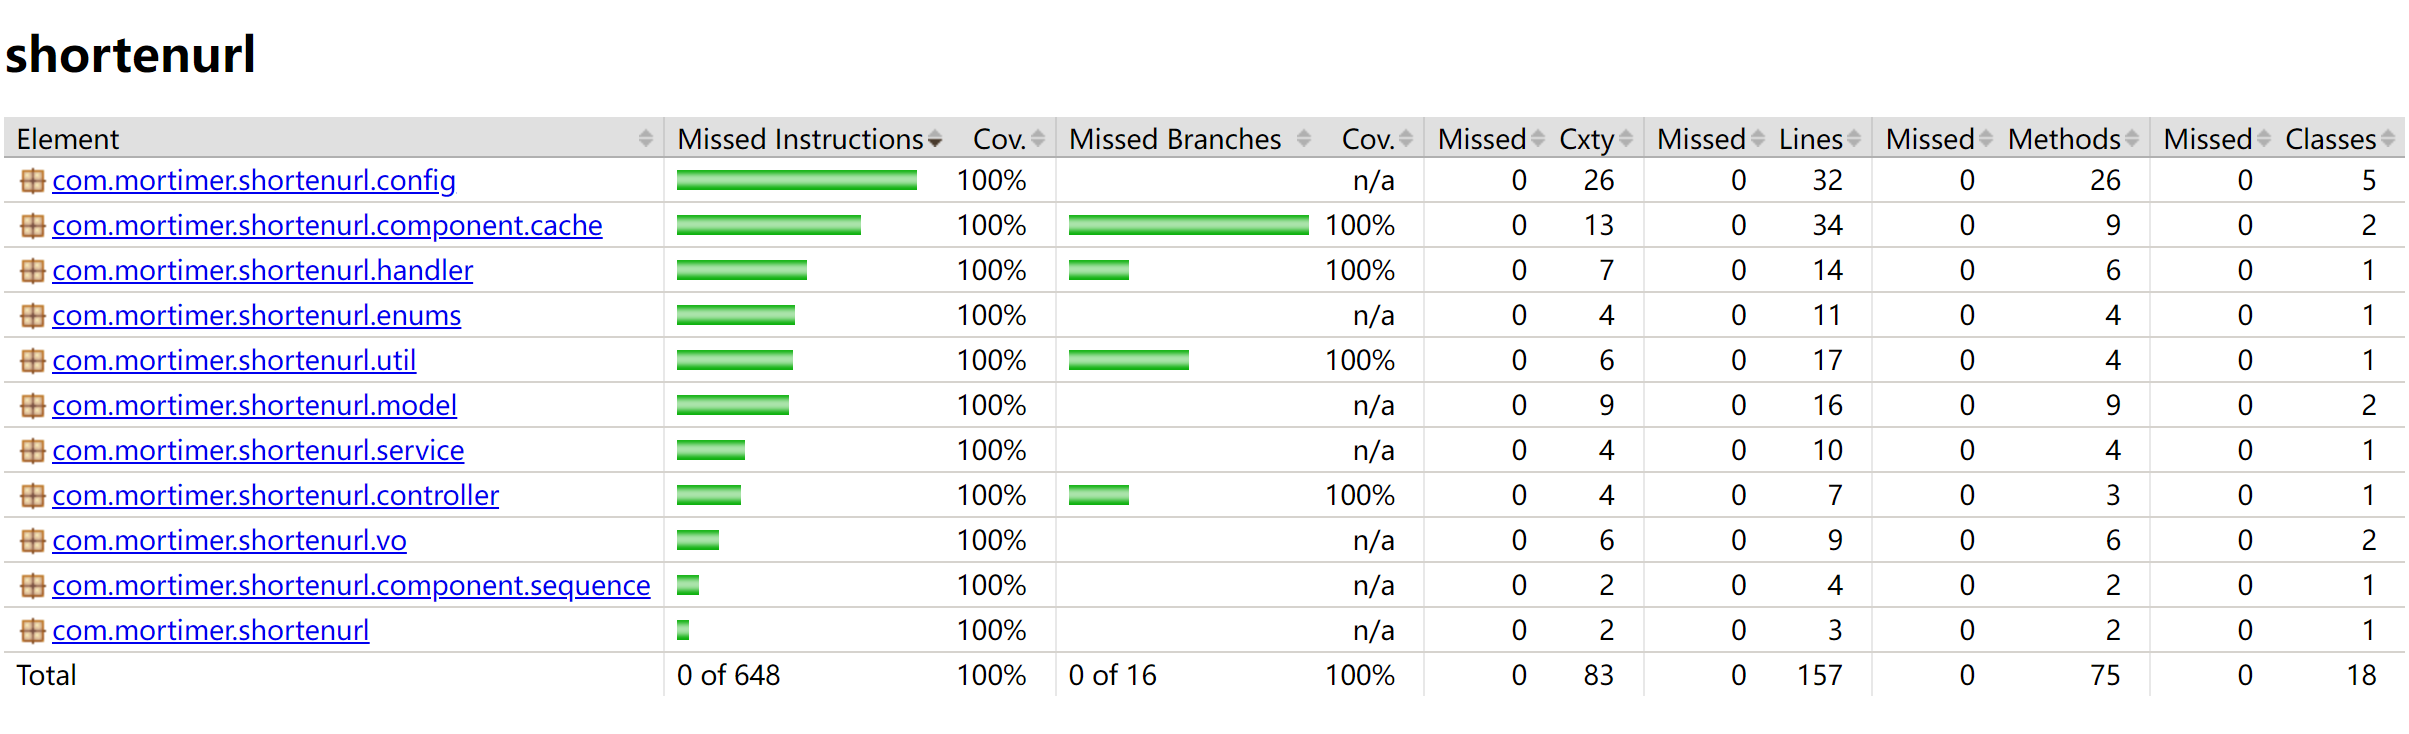 shortenurl
Element Missed Instructions Cov. Missed Branches Cov. Missed Cxty Missed Lines Missed Methods Missed Classes
com.mortimer.shortenurl.config 100% n/a 0 26 0 32 0 26 0 5
com.mortimer.shortenurl.component.cache 100% 100% 0 13 0 34 0 9 0 2
com.mortimer.shortenurl.handler 100% 100% 0 7 0 14 0 6 0 1
com.mortimer.shortenurl.enums 100% n/a 0 4 0 11 0 4 0 1
com.mortimer.shortenurl.util 100% 100% 0 6 0 17 0 4 0 1
com.mortimer.shortenurl.model 100% n/a 0 9 0 16 0 9 0 2
com.mortimer.shortenurl.service 100% n/a 0 4 0 10 0 4 0 1
com.mortimer.shortenurl.controller 100% 100% 0 4 0 7 0 3 0 1
com.mortimer.shortenurl.vo 100% n/a 0 6 0 9 0 6 0 2
com.mortimer.shortenurl.component.sequence 100% n/a 0 2 0 4 0 2 0 1
com.mortimer.shortenurl 100% n/a 0 2 0 3 0 2 0 1
Total 0 of 648 100% 0 of 16 100% 0 83 0 157 0 75 0 18